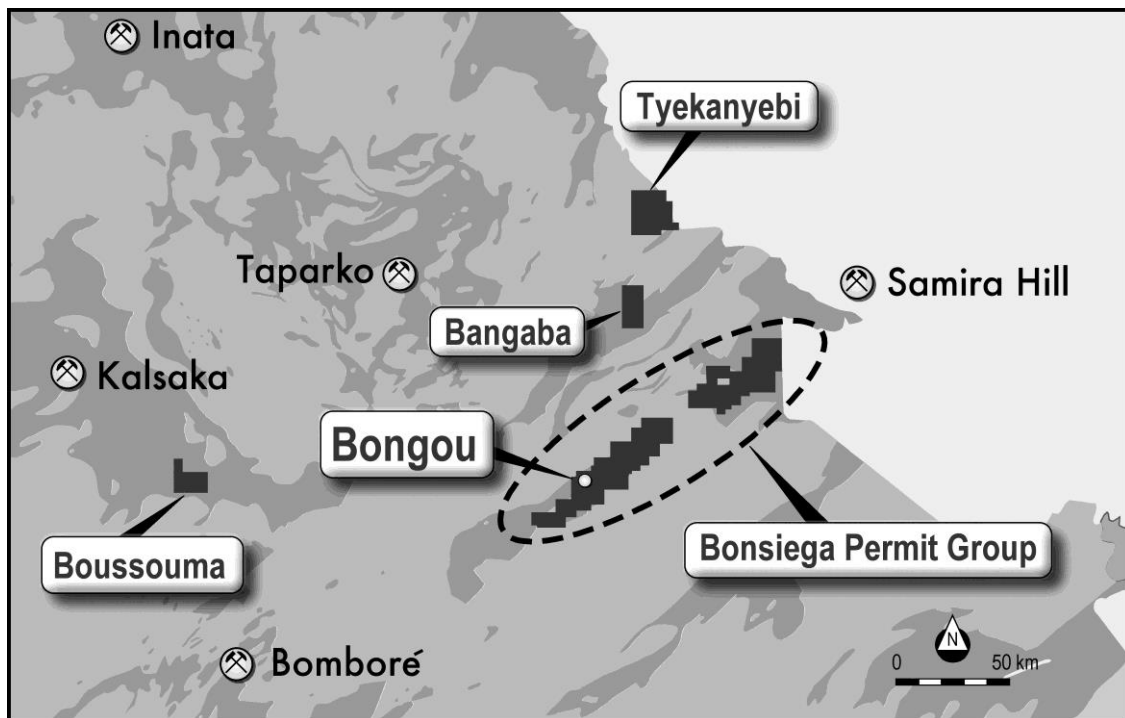 Inata
Tyekanyebi
Taparko
Samira Hill
Bangaba
Kalsaka
Bongou
Boussouma
Bonsiega Permit Group
Bomboré
N
0 50 km